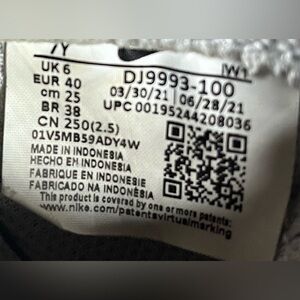 7Y IW1
UK 6 DJ9993-100
EUR 40 03/30/21 06/28/21
cm 25 UPC 00195244208036
BR 38
CN 250(2.5)
01V5MB59ADY4W
MADE IN INDONESIA
HECHO EN INDONESIA
FABRIQUE EN INDONESIE
FABRICADO NA INDONÉSIA
This product is covered by one or more patents:
www.nike.com/patentsvirtualmarking